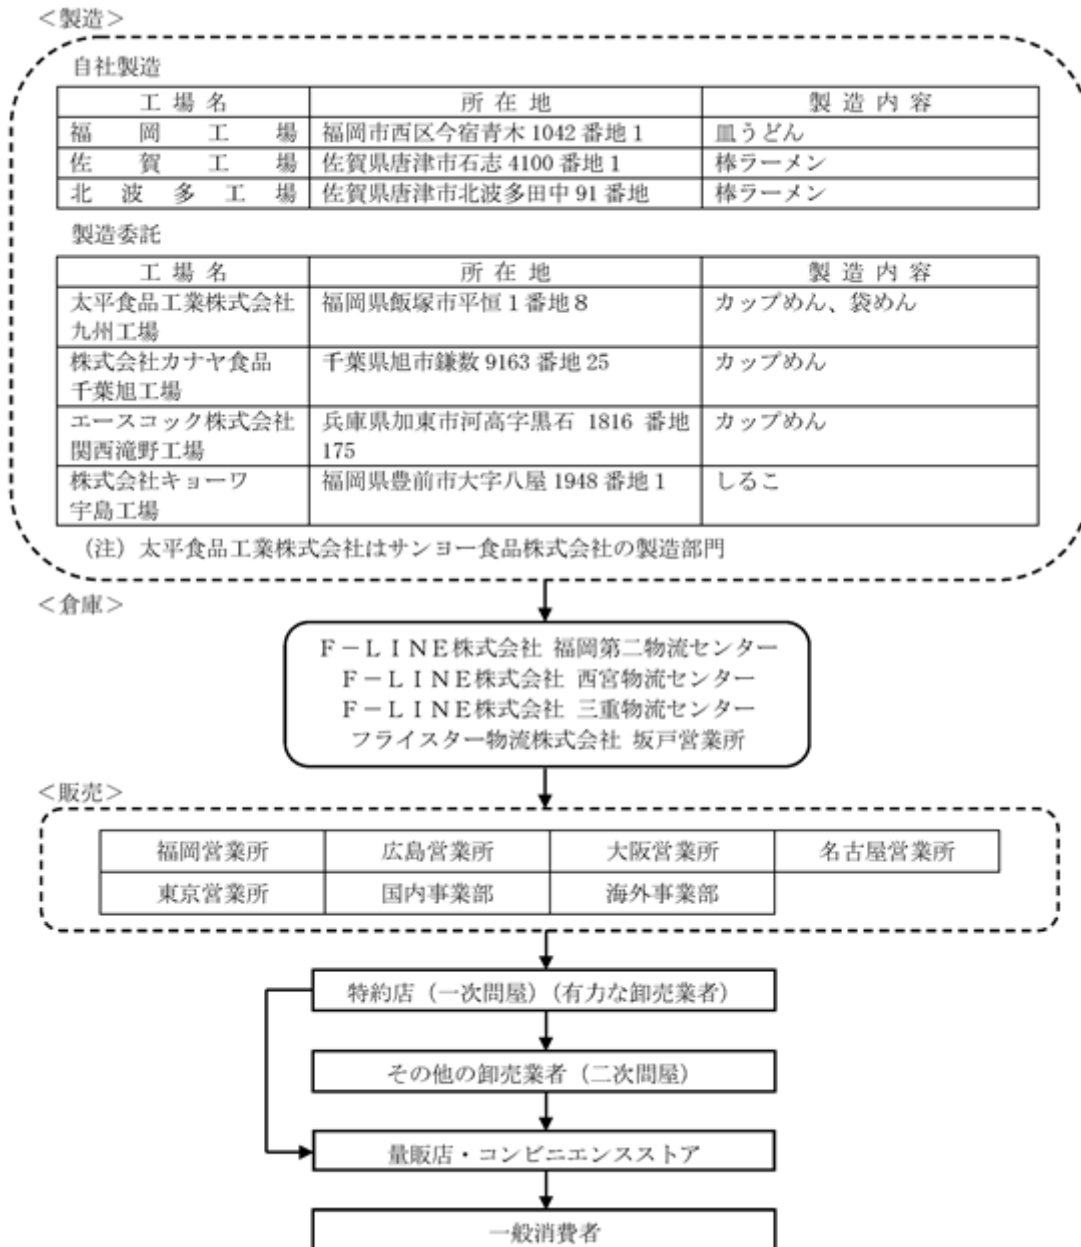 ＜製造＞
自社製造
工場名 所在地 製造内容
福岡工場 福岡市西区今宿青木 1042 番地 1 皿うどん
佐賀工場 佐賀県唐津市石志 4100 番地 1 棒ラーメン
北波多工場 佐賀県唐津市北波多田中 91 番地 棒ラーメン
製造委託
工場名 所在地 製造内容
太平食品工業株式会社 福岡県飯塚市平恒 1 番地 8 カップめん、袋めん
九州工場
株式会社カナヤ食品 千葉県旭市鎌数 9163 番地 25 カップめん
千葉旭工場
エースコック株式会社 兵庫県加東市河高字黒石 1816 番地 カップめん
関西滝野工場 175
株式会社キョーワ 福岡県豊前市大字八屋 1948 番地 1 しるこ
宇島工場
（注）太平食品工業株式会社はサンヨー食品株式会社の製造部門
＜倉庫＞
Ｆ－ＬＩＮＥ株式会社 福岡第二物流センター
Ｆ－ＬＩＮＥ株式会社 西宮物流センター
Ｆ－ＬＩＮＥ株式会社 三重物流センター
フライスター物流株式会社 坂戸営業所
＜販売＞
福岡営業所 広島営業所 大阪営業所 名古屋営業所
東京営業所 国内事業部 海外事業部
特約店（一次問屋）（有力な卸売業者）
その他の卸売業者（二次問屋）
量販店・コンビニエンスストア
一般消費者